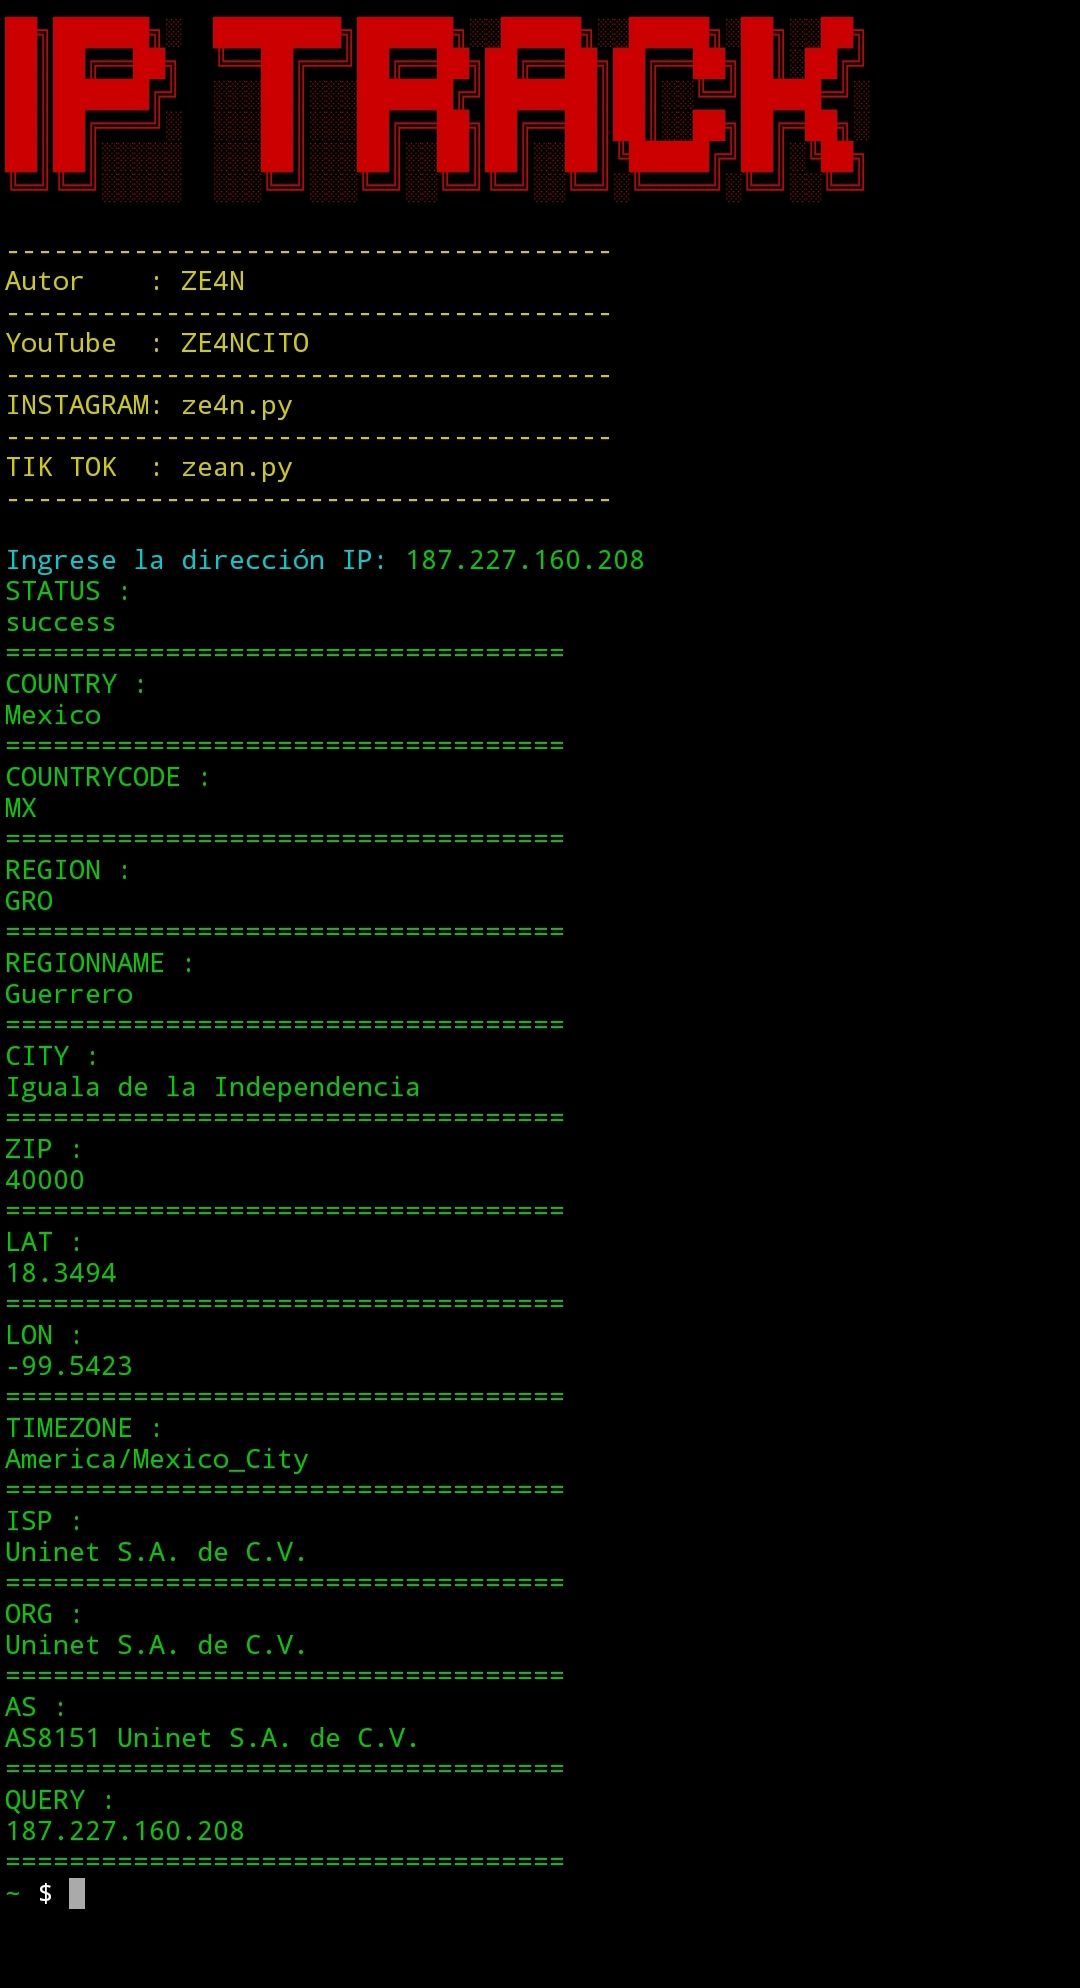 IP TRACK
-------------------------------------- 
Autor    : ZE4N
--------------------------------------
YouTube  : ZE4NCITO
--------------------------------------
INSTAGRAM: ze4n.py
--------------------------------------
TIK TOK  : zean.py
--------------------------------------
Ingrese la dirección IP: 187.227.160.208
STATUS :
success
===================================
COUNTRY :
Mexico
===================================
COUNTRYCODE :
MX
===================================
REGION :
GRO
===================================
REGIONNAME :
Guerrero
===================================
CITY :
Iguala de la Independencia
===================================
ZIP :
40000
===================================
LAT :
18.3494
===================================
LON :
-99.5423
===================================
TIMEZONE :
America/Mexico_City
===================================
ISP :
Uninet S.A. de C.V.
===================================
ORG :
Uninet S.A. de C.V.
===================================
AS :
AS8151 Uninet S.A. de C.V.
===================================
QUERY :
187.227.160.208
===================================
~ $